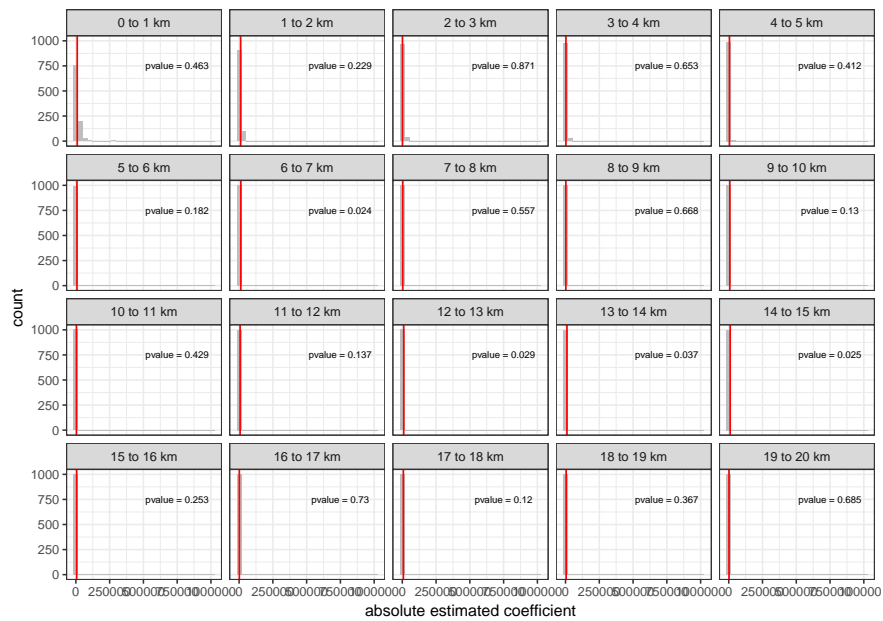 0 to 1 km 1 to 2 km 2 to 3 km 3 to 4 km 4 to 5 km
1000
750
500
250
0
pvalue = 0.463 pvalue = 0.229 pvalue = 0.871 pvalue = 0.653 pvalue = 0.412
5 to 6 km 6 to 7 km 7 to 8 km 8 to 9 km 9 to 10 km
1000
750
500
250
0
pvalue = 0.182 pvalue = 0.024 pvalue = 0.557 pvalue = 0.668 pvalue = 0.13
10 to 11 km 11 to 12 km 12 to 13 km 13 to 14 km 14 to 15 km
1000
750
500
250
0
pvalue = 0.429 pvalue = 0.137 pvalue = 0.029 pvalue = 0.037 pvalue = 0.025
15 to 16 km 16 to 17 km 17 to 18 km 18 to 19 km 19 to 20 km
1000
750
500
250
0
pvalue = 0.253 pvalue = 0.73 pvalue = 0.12 pvalue = 0.367 pvalue = 0.685
0 0 0 0 0
absolute estimated coefficient
count